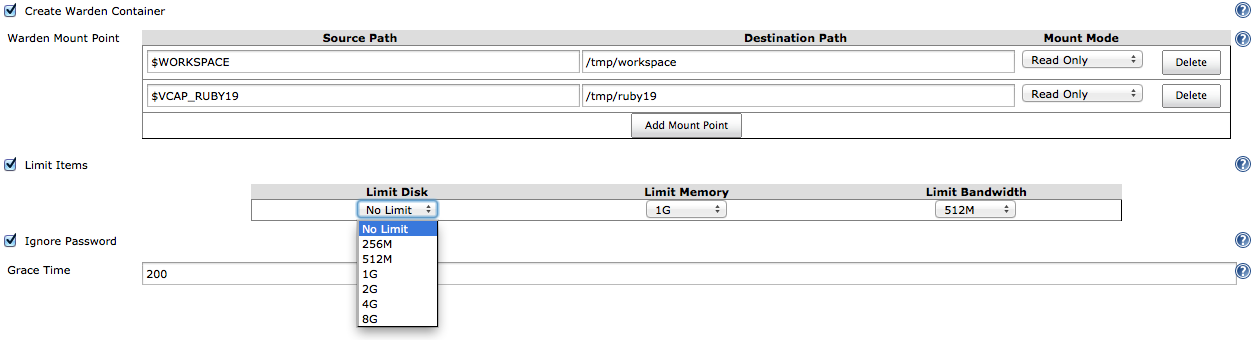 Create Warden Container ?
Warden Mount Point Source Path Destination Path Mount Mode ?
$WORKSPACE /tmp/workspace Read Only Delete
$VCAP_RUBY19 /tmp/ruby19 Read Only Delete
Add Mount Point
Limit Items ?
Limit Disk Limit Memory Limit Bandwidth
No Limit 1G 512M
No Limit
Ignore Password ?
256M
512M
Grace Time 200 1G ?
2G
4G
8G